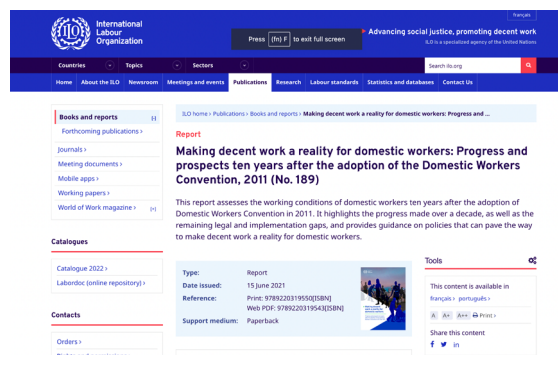 français
International
Labour
Organization
Press (fn) F to exit full screen
Advancing social justice, promoting decent work
ILO is a specialized agency of the United Nations
Countries
Topics
Sectors
Search ilo.org
Home
About the ILO
Newsroom
Meetings and events
Publications
Research
Labour standards
Statistics and databases
Contact Us
Books and reports [-]
Forthcoming publications >
Journals >
Meeting documents >
Mobile apps >
Working papers >
World of Work magazine > [+]
Catalogues
Catalogue 2022 >
Labordoc (online repository) >
Contacts
Orders >
ILO home > Publications > Books and reports > Making decent work a reality for domestic workers: Progress and ...
Report
Making decent work a reality for domestic workers: Progress and
prospects ten years after the adoption of the Domestic Workers
Convention, 2011 (No. 189)
This report assesses the working conditions of domestic workers ten years after the adoption of
Domestic Workers Convention in 2011. It highlights the progress made over a decade, as well as the
remaining legal and implementation gaps, and provides guidance on policies that can pave the way
to make decent work a reality for domestic workers.
Type: Report
Date issued: 15 June 2021
Reference: Print: 9789220319550[ISBN]
Web PDF: 9789220319543[ISBN]
Support medium: Paperback
Tools
This content is available in
français > português >
A A+ A++ Print >
Share this content